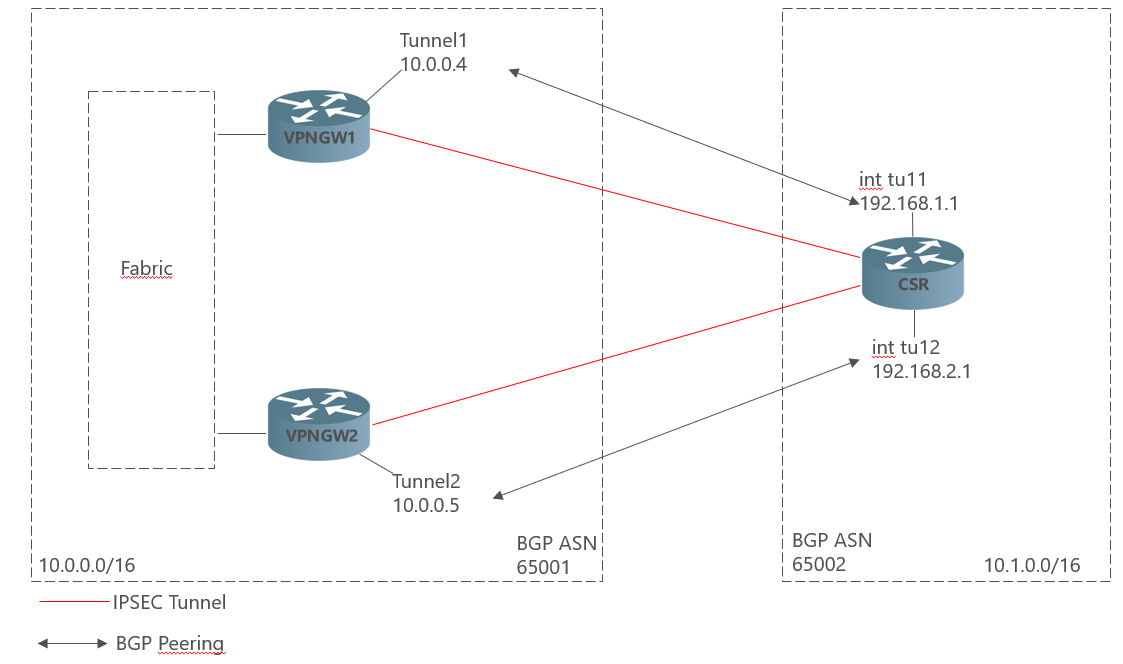 Tunnel1
10.0.0.4
VPNGW1
int tu11
192.168.1.1
Fabric
CSR
int tu12
192.168.2.1
VPNGW2
Tunnel2
10.0.0.5
10.0.0.0/16
BGP ASN
65001
BGP ASN
65002
10.1.0.0/16
IPSEC Tunnel
BGP Peering